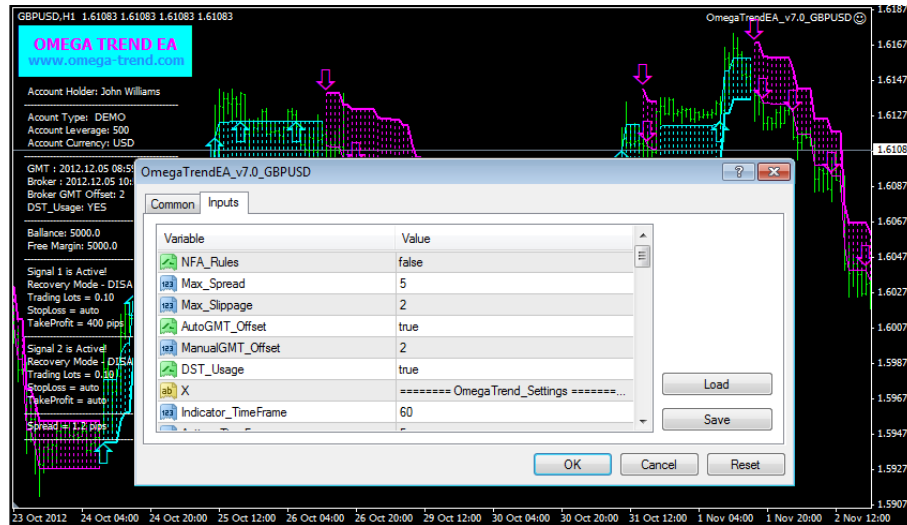 GBPUSD,H1 1.61083 1.61083 1.61083 1.61083
OmegaTrendEA_v7.0_GBPUSD
OMEGA TREND EA
www.omega-trend.com
Account Holder: John Williams
Acount Type: DEMO
Account Leverage: 500
Account Currency: USD
GMT : 2012.12.05 08:5
Broker : 2012.12.05 10:
Broker GMT Offset: 2
DST_Usage: YES
Ballance: 5000.0
Free Margin: 5000.0
Signal 1 is Active!
Recovery Mode - DISA
Trading Lots = 0.10
StopLoss = auto
TakeProfit = 400 pips
Signal 2 is Active!
Recovery Mode - DISA
Trading Lots = 0.10
StopLoss = auto
TakeProfit = auto
Spread = 1.2 pips
OmegaTrendEA_v7.0_GBPUSD
Common Inputs
Variable Value
NFA_Rules false
123 Max_Spread 5
123 Max_Slippage 2
AutoGMT_Offset true
123 ManualGMT_Offset 2
DST_Usage true
ab X ======== OmegaTrend_Settings =======...
123 Indicator_TimeFrame 60
Load
Save
OK Cancel Reset
1.6187
1.6167
1.6147
1.6127
1.6108
1.6087
1.6067
1.6047
1.6027
1.6007
1.5987
1.5967
1.5947
1.5927
1.5907
23 Oct 2012 24 Oct 04:00 24 Oct 20:00 25 Oct 12:00 26 Oct 04:00 26 Oct 20:00 29 Oct 12:00 30 Oct 04:00 30 Oct 20:00 31 Oct 12:00 1 Nov 04:00 1 Nov 20:00 2 Nov 12:00